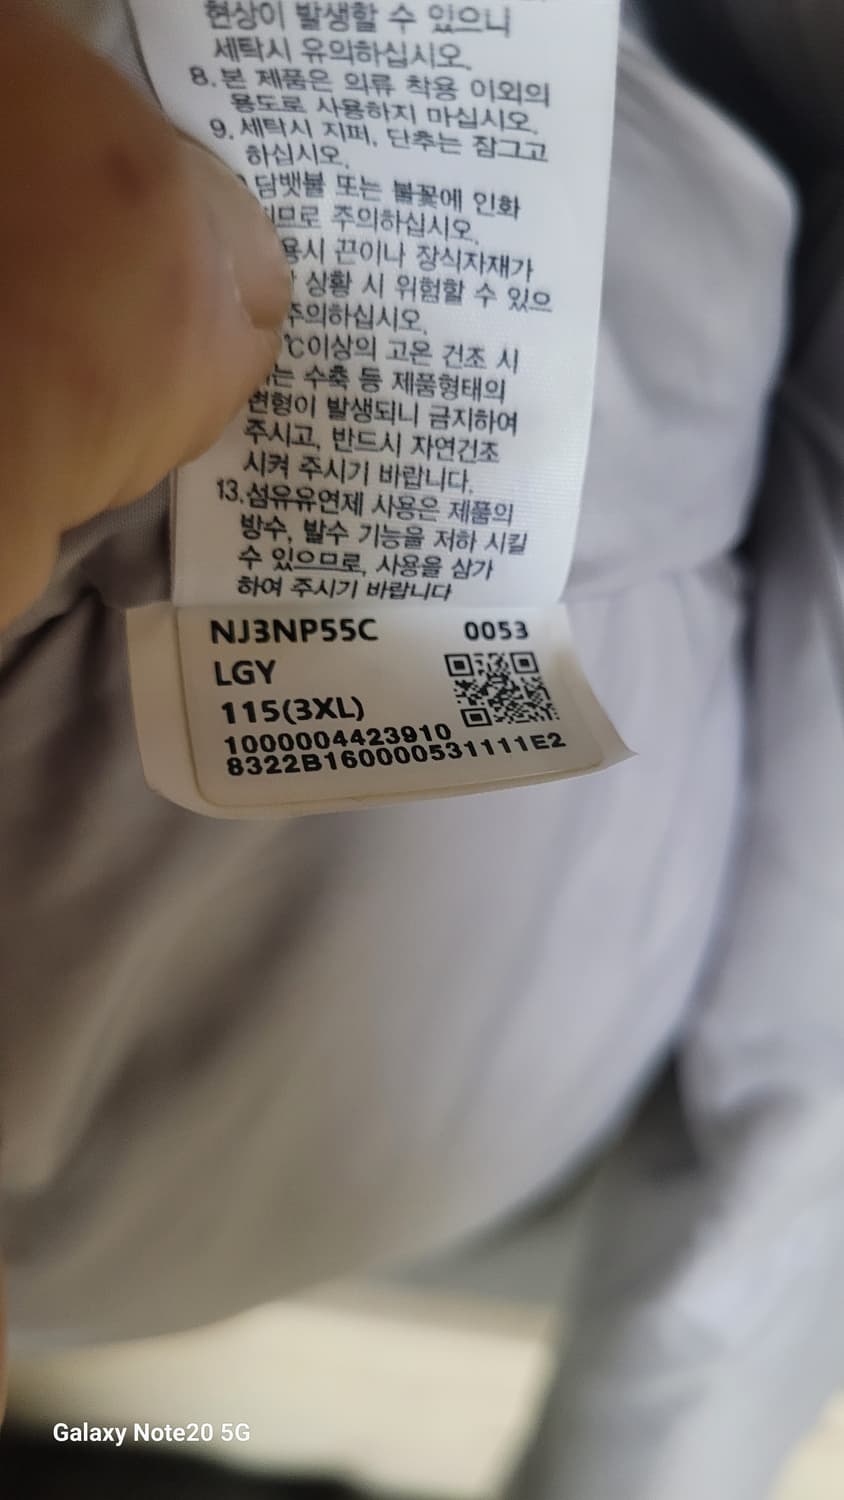 현상이 발생할 수 있으니
세탁시 유의하십시오.
8.본 제품은 의류 착용 이외의
용도로 사용하지 마십시오.
9.세탁시 지퍼, 단추는 잠그고
하십시오.
담뱃불 또는 불꽃에 인화
므로 주의하십시오.
용시 끈이나 장식자재가
상황 시 위험할 수 있으
주의하십시오.
℃이상의 고온 건조 시
는 수축 등 제품형태의
변형이 발생되니 금지하여
주시고, 반드시 자연건조
시켜 주시기 바랍니다.
13.섬유유연제 사용은 제품의
방수, 발수 기능을 저하 시킬
수 있으므로, 사용을 삼가
하여 주시기 바랍니다
NJ3NP55C 0053
LGY
115(3XL)
1000004423910
8322B160000531111E2
Galaxy Note20 5G